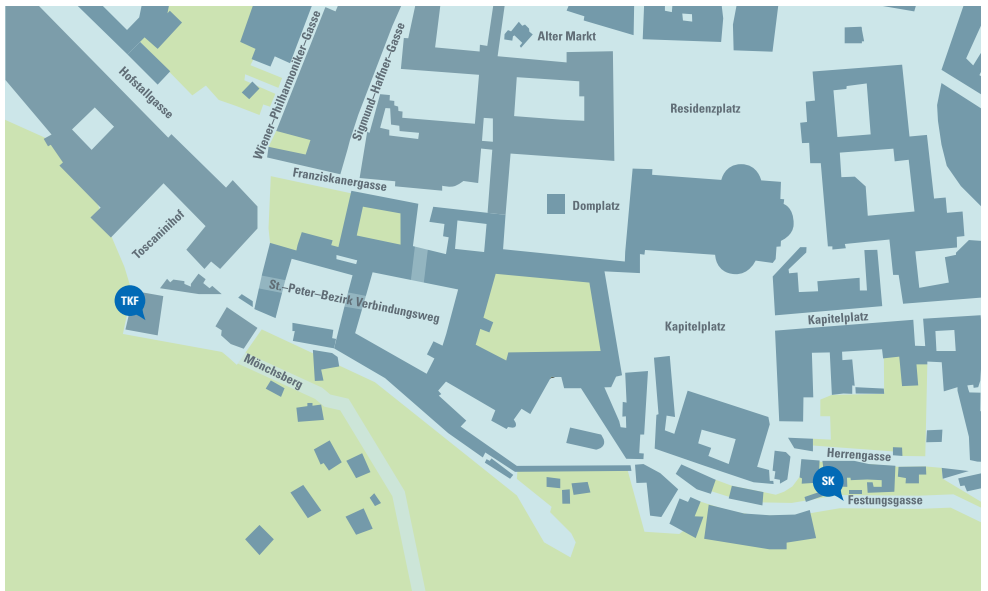 Alter Markt
Hofstallgasse
Wiener–Philharmoniker–Gasse
Sigmund–Haffner–Gasse
Residenzplatz
Franziskanergasse
Toscaninihof
Domplatz
St.–Peter–Bezirk Verbindungsweg
TKF
Kapitelplatz
Kapitelplatz
Mönchsberg
Herrengasse
SK
Festungsgasse